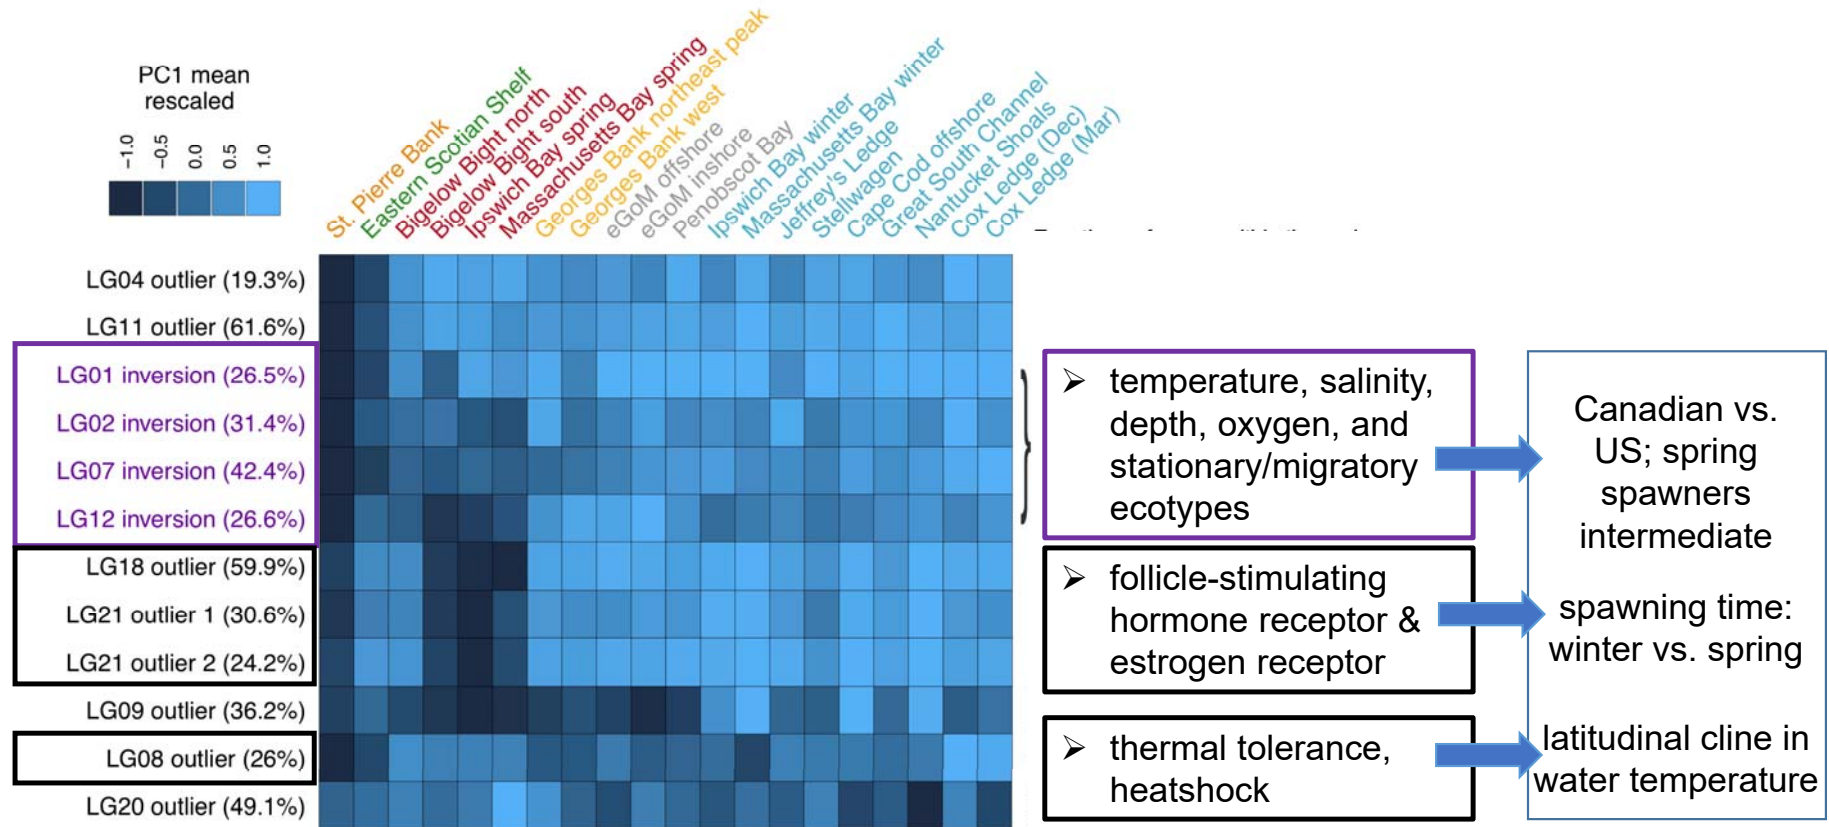 PC1 mean
rescaled
−1.0
−0.5
0.0
0.5
1.0
St. Pierre Bank
Eastern Scotian Shelf
Bigelow Bight north
Bigelow Bight south
Ipswich Bay spring
Massachusetts Bay spring
Georges Bank northeast peak
Georges Bank west
eGoM offshore
eGoM inshore
Penobscot Bay
Ipswich Bay winter
Massachusetts Bay winter
Jeffrey's Ledge
Stellwagen
Cape Cod offshore
Great South Channel
Nantucket Shoals
Cox Ledge (Dec)
Cox Ledge (Mar)
LG04 outlier (19.3%)
LG11 outlier (61.6%)
LG01 inversion (26.5%)
LG02 inversion (31.4%)
LG07 inversion (42.4%)
LG12 inversion (26.6%)
LG18 outlier (59.9%)
LG21 outlier 1 (30.6%)
LG21 outlier 2 (24.2%)
LG09 outlier (36.2%)
LG08 outlier (26%)
LG20 outlier (49.1%)
➢ temperature, salinity,
depth, oxygen, and
stationary/migratory
ecotypes
➢ follicle-stimulating
hormone receptor &
estrogen receptor
➢ thermal tolerance,
heatshock
Canadian vs.
US; spring
spawners
intermediate
spawning time:
winter vs. spring
latitudinal cline in
water temperature